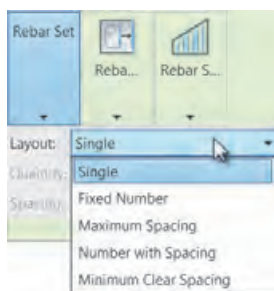 Rebar Set
Reba...
Rebar S...
Layout: Single
Quantity:
Spacing:
Single
Fixed Number
Maximum Spacing
Number with Spacing
Minimum Clear Spacing